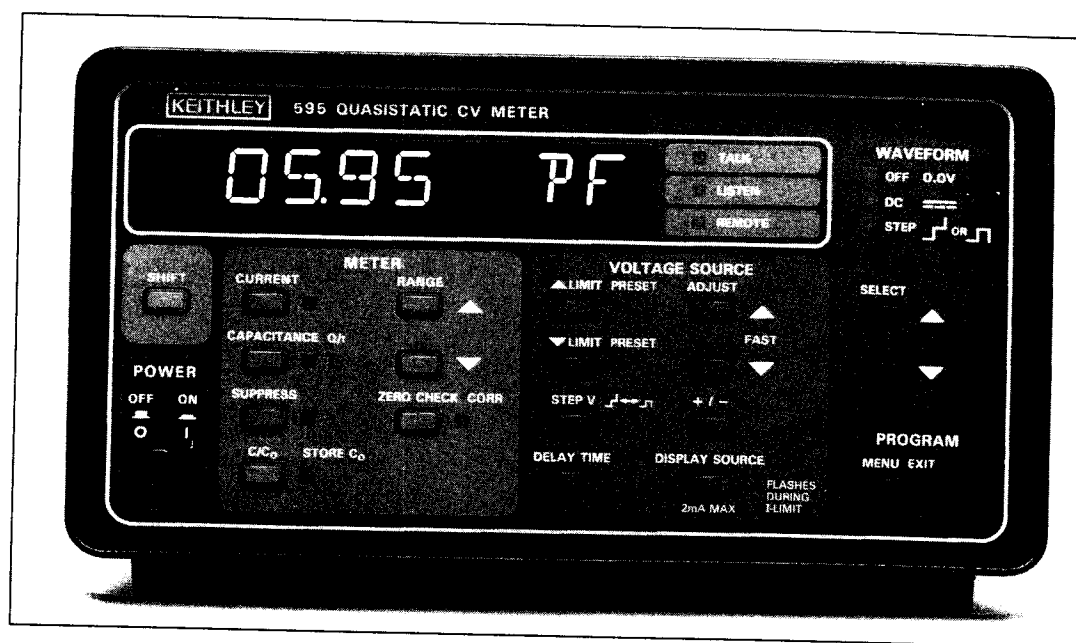 KEITHLEY 595 QUASISTATIC CV METER
05.95 PF
TALK
LISTEN
REMOTE
WAVEFORM
OFF 0.0V
DC
STEP OR
SHIFT
POWER
OFF ON
O I
METER
CURRENT
RANGE
CAPACITANCE Q/t
SUPPRESS
ZERO CHECK CORR
C/C₀ STORE C₀
VOLTAGE SOURCE
LIMIT PRESET
ADJUST
LIMIT PRESET
FAST
STEP V
+/−
DELAY TIME
DISPLAY SOURCE
2mA MAX
FLASHES
DURING
I-LIMIT
SELECT
PROGRAM
MENU EXIT